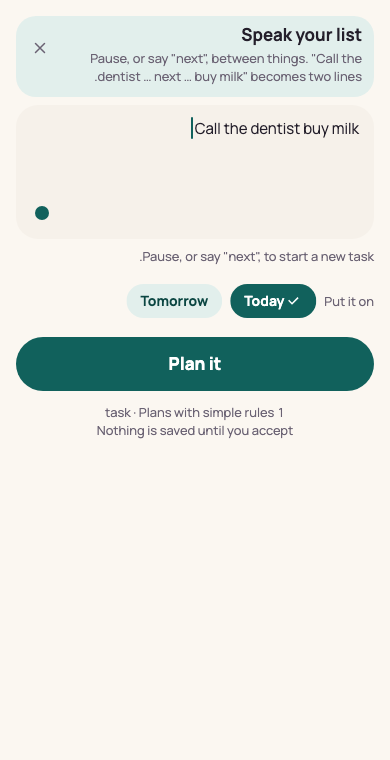 Speak your list
Pause, or say "next", between things. "Call the
dentist … next … buy milk" becomes two lines.
Call the dentist buy milk
Pause, or say "next", to start a new task.
Put it on
Today
Tomorrow
Plan it
1 task · Plans with simple rules
Nothing is saved until you accept